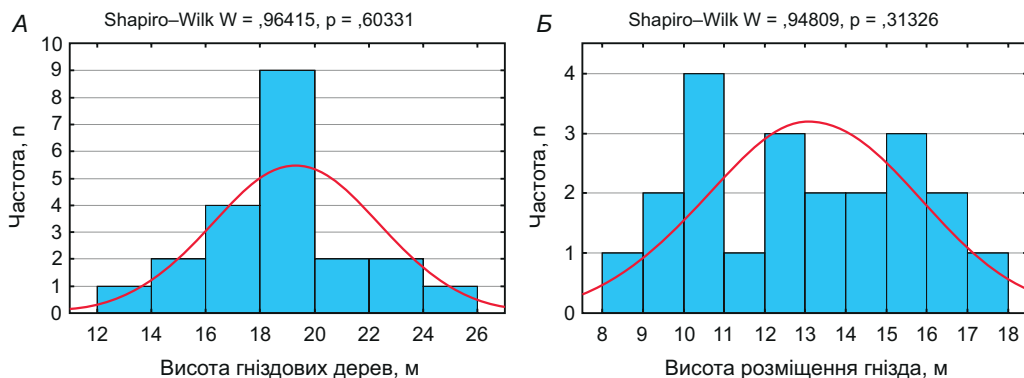 А
Shapiro–Wilk W = ,96415, p = ,60331
Частота, n
10
9
8
7
6
5
4
3
2
1
0
12 14 16 18 20 22 24 26
Висота гніздових дерев, м
Б
Shapiro–Wilk W = ,94809, p = ,31326
Частота, n
4
3
2
1
0
8 9 10 11 12 13 14 15 16 17 18
Висота розміщення гнізда, м